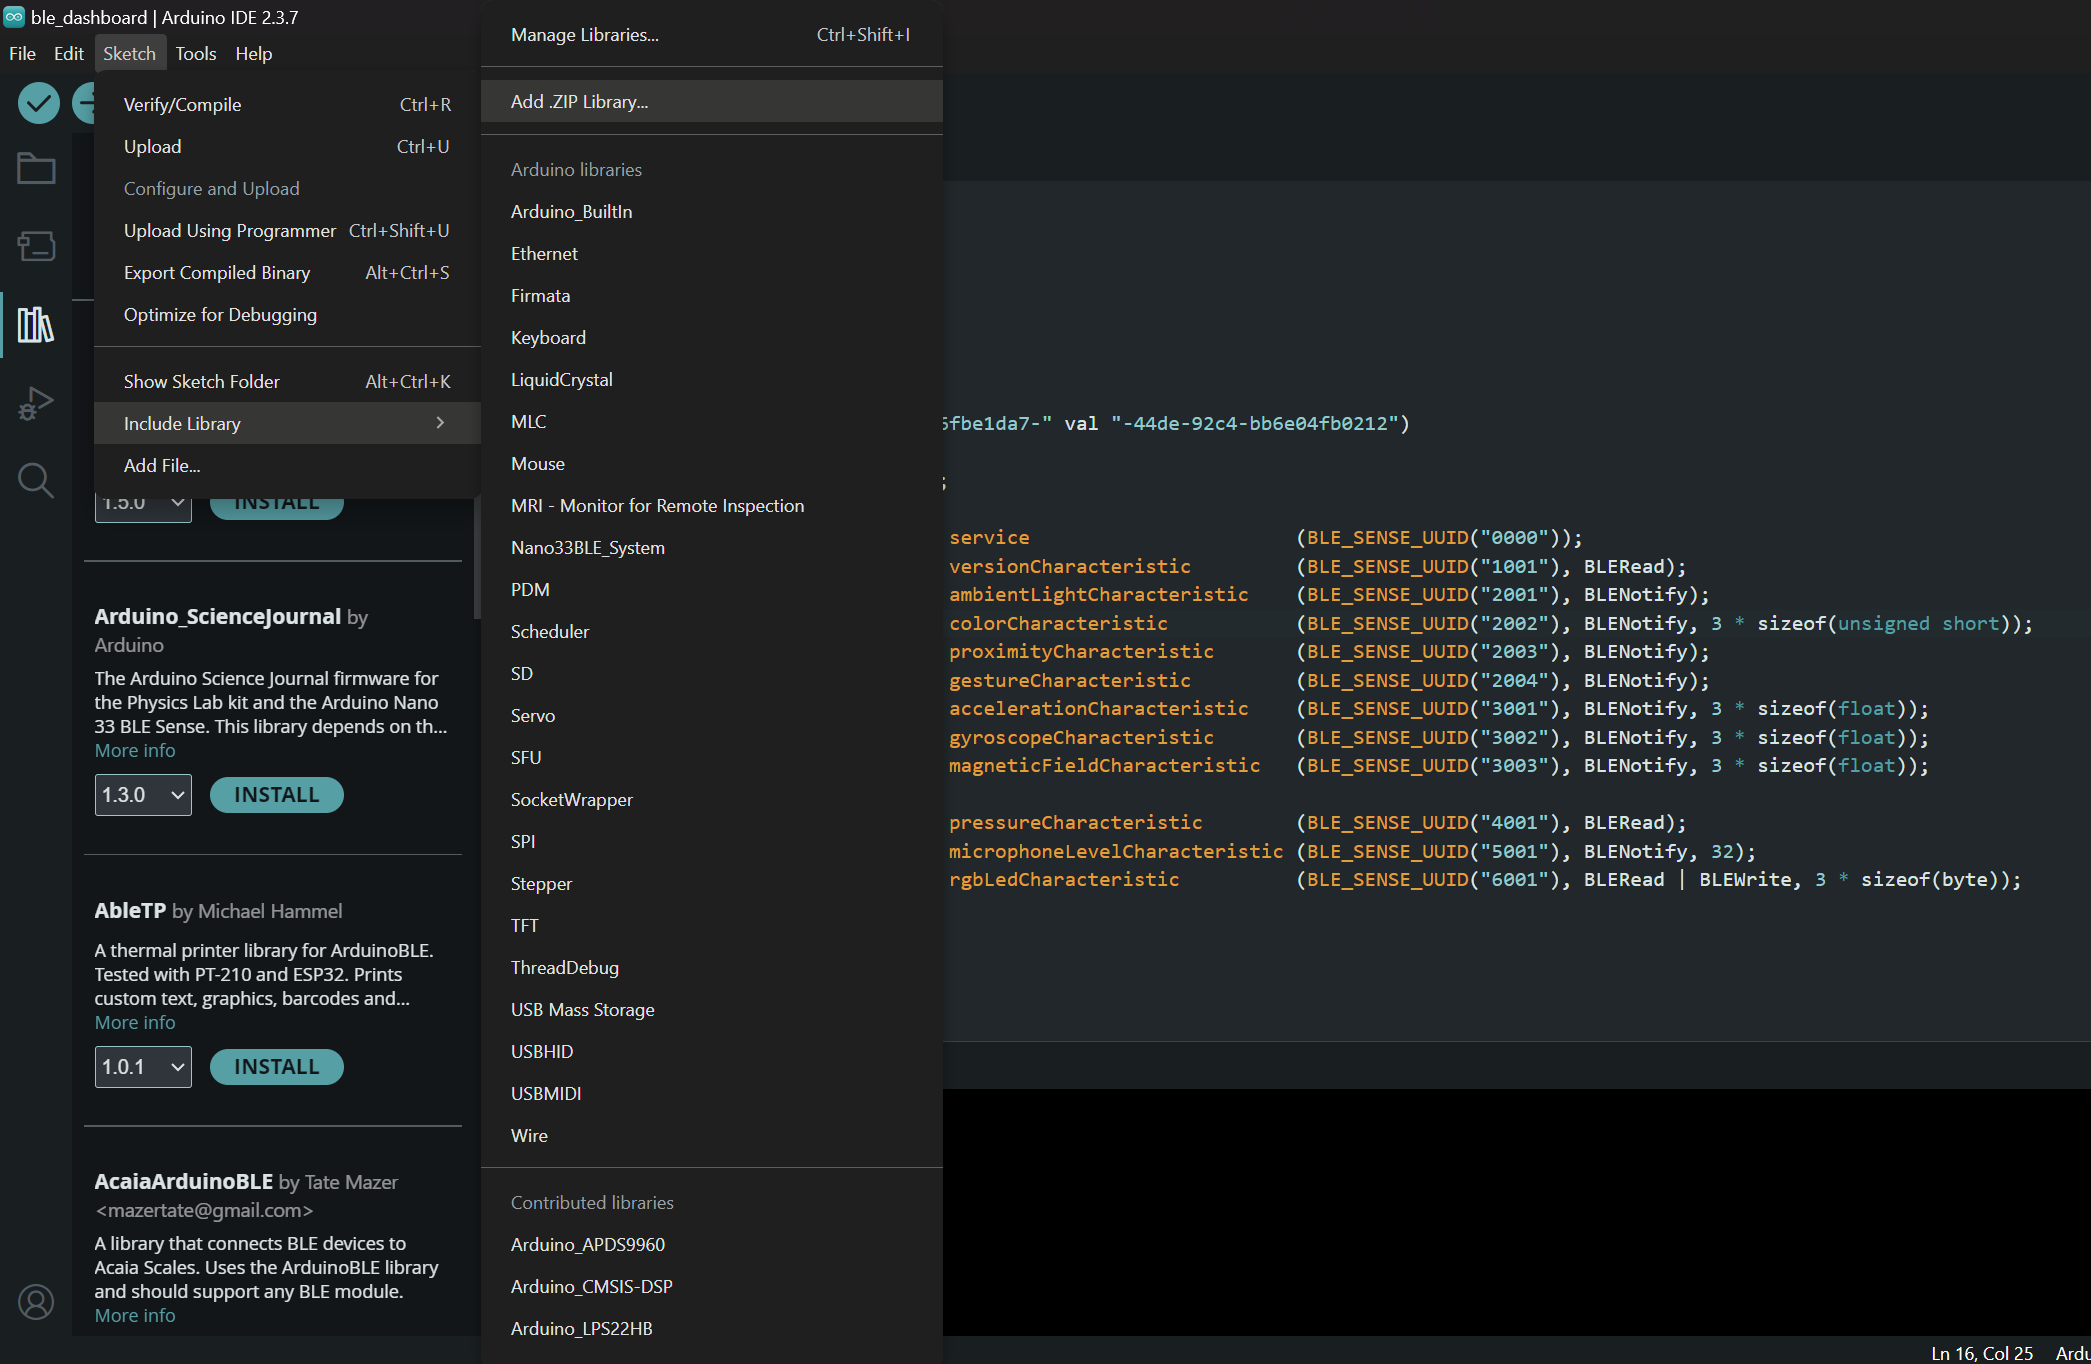 ble_dashboard | Arduino IDE 2.3.7
File Edit Sketch Tools Help
Verify/Compile Ctrl+R
Upload Ctrl+U
Configure and Upload
Upload Using Programmer Ctrl+Shift+U
Export Compiled Binary Alt+Ctrl+S
Optimize for Debugging
Show Sketch Folder Alt+Ctrl+K
Include Library
Add File...
Manage Libraries... Ctrl+Shift+I
Add .ZIP Library...
Arduino libraries
Arduino_BuiltIn
Ethernet
Firmata
Keyboard
LiquidCrystal
MLC
Mouse
MRI - Monitor for Remote Inspection
Nano33BLE_System
PDM
Scheduler
SD
Servo
SFU
SocketWrapper
SPI
Stepper
TFT
ThreadDebug
USB Mass Storage
USBHID
USBMIDI
Wire
Contributed libraries
Arduino_APDS9960
Arduino_CMSIS-DSP
Arduino_LPS22HB
1.5.0 INSTALL
Arduino_ScienceJournal by
Arduino
The Arduino Science Journal firmware for
the Physics Lab kit and the Arduino Nano
33 BLE Sense. This library depends on th...
More info
1.3.0 INSTALL
AbleTP by Michael Hammel
A thermal printer library for ArduinoBLE.
Tested with PT-210 and ESP32. Prints
custom text, graphics, barcodes and...
More info
1.0.1 INSTALL
AcaiaArduinoBLE by Tate Mazer
<mazertate@gmail.com>
A library that connects BLE devices to
Acaia Scales. Uses the ArduinoBLE library
and should support any BLE module.
More info
fbe1da7-" val "-44de-92c4-bb6e04fb0212")
;
service (BLE_SENSE_UUID("0000"));
versionCharacteristic (BLE_SENSE_UUID("1001"), BLERead);
ambientLightCharacteristic (BLE_SENSE_UUID("2001"), BLENotify);
colorCharacteristic (BLE_SENSE_UUID("2002"), BLENotify, 3 * sizeof(unsigned short));
proximityCharacteristic (BLE_SENSE_UUID("2003"), BLENotify);
gestureCharacteristic (BLE_SENSE_UUID("2004"), BLENotify);
accelerationCharacteristic (BLE_SENSE_UUID("3001"), BLENotify, 3 * sizeof(float));
gyroscopeCharacteristic (BLE_SENSE_UUID("3002"), BLENotify, 3 * sizeof(float));
magneticFieldCharacteristic (BLE_SENSE_UUID("3003"), BLENotify, 3 * sizeof(float));
pressureCharacteristic (BLE_SENSE_UUID("4001"), BLERead);
microphoneLevelCharacteristic (BLE_SENSE_UUID("5001"), BLENotify, 32);
rgbLedCharacteristic (BLE_SENSE_UUID("6001"), BLERead | BLEWrite, 3 * sizeof(byte));
Ln 16, Col 25 Ardu